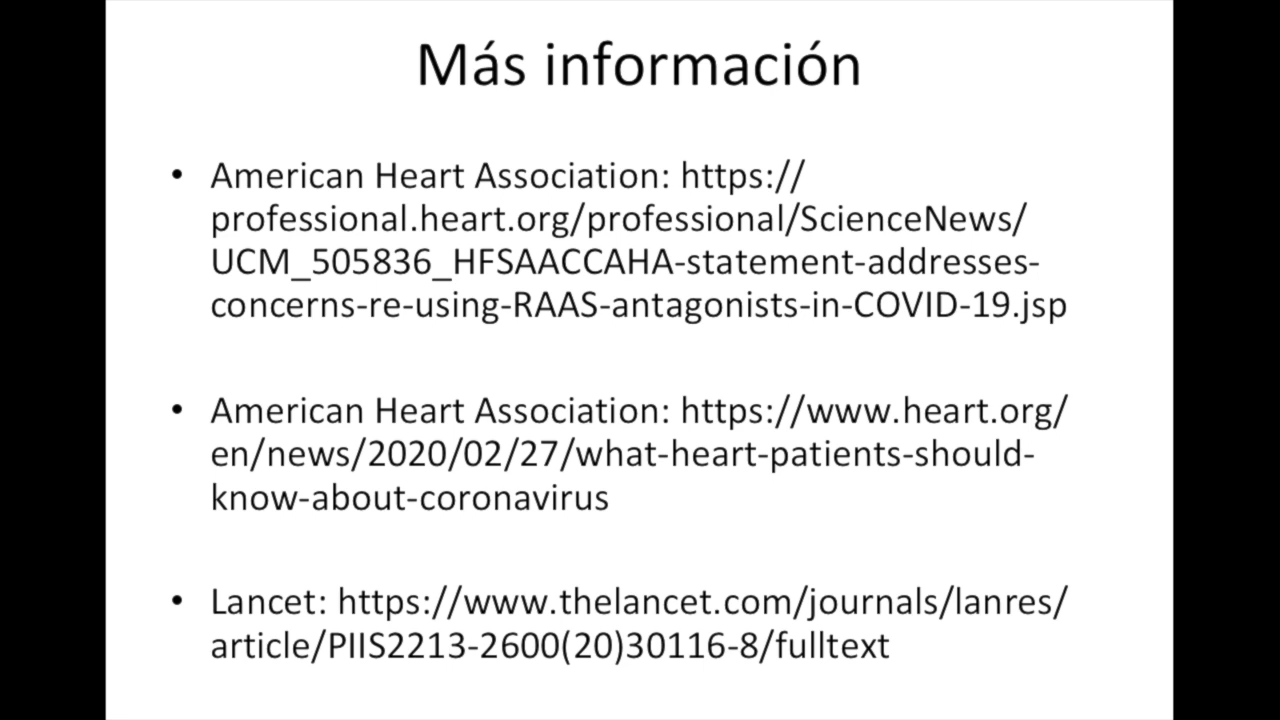 Más información
• American Heart Association: https://
professional.heart.org/professional/ScienceNews/
UCM_505836_HFSAACCAHA-statement-addresses-
concerns-re-using-RAAS-antagonists-in-COVID-19.jsp
• American Heart Association: https://www.heart.org/
en/news/2020/02/27/what-heart-patients-should-
know-about-coronavirus
• Lancet: https://www.thelancet.com/journals/lanres/
article/PIIS2213-2600(20)30116-8/fulltext